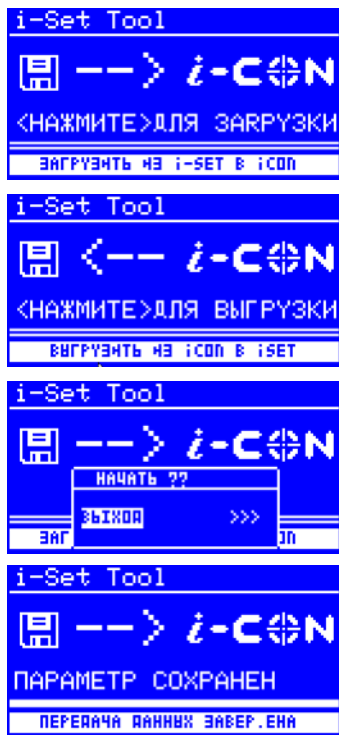 i-Set Tool
--> i-CON
<НАЖМИТЕ>ДЛЯ ЗАRРУЗКИ
ЗАГРУЗИТЬ ИЗ i-SET В iCON
i-Set Tool
<-- i-CON
<НАЖМИТЕ>ДЛЯ ВЫГРУЗКИ
ВЫГРУЗИТЬ ИЗ iCON В iSET
i-Set Tool
--> i-CON
НАЧАТЬ ??
ВЫХОД >>>
i-Set Tool
--> i-CON
ПАРАМЕТР СОХРАНЕН
ПЕРЕДАЧА ДАННЫХ ЗАВЕР.ЕНА